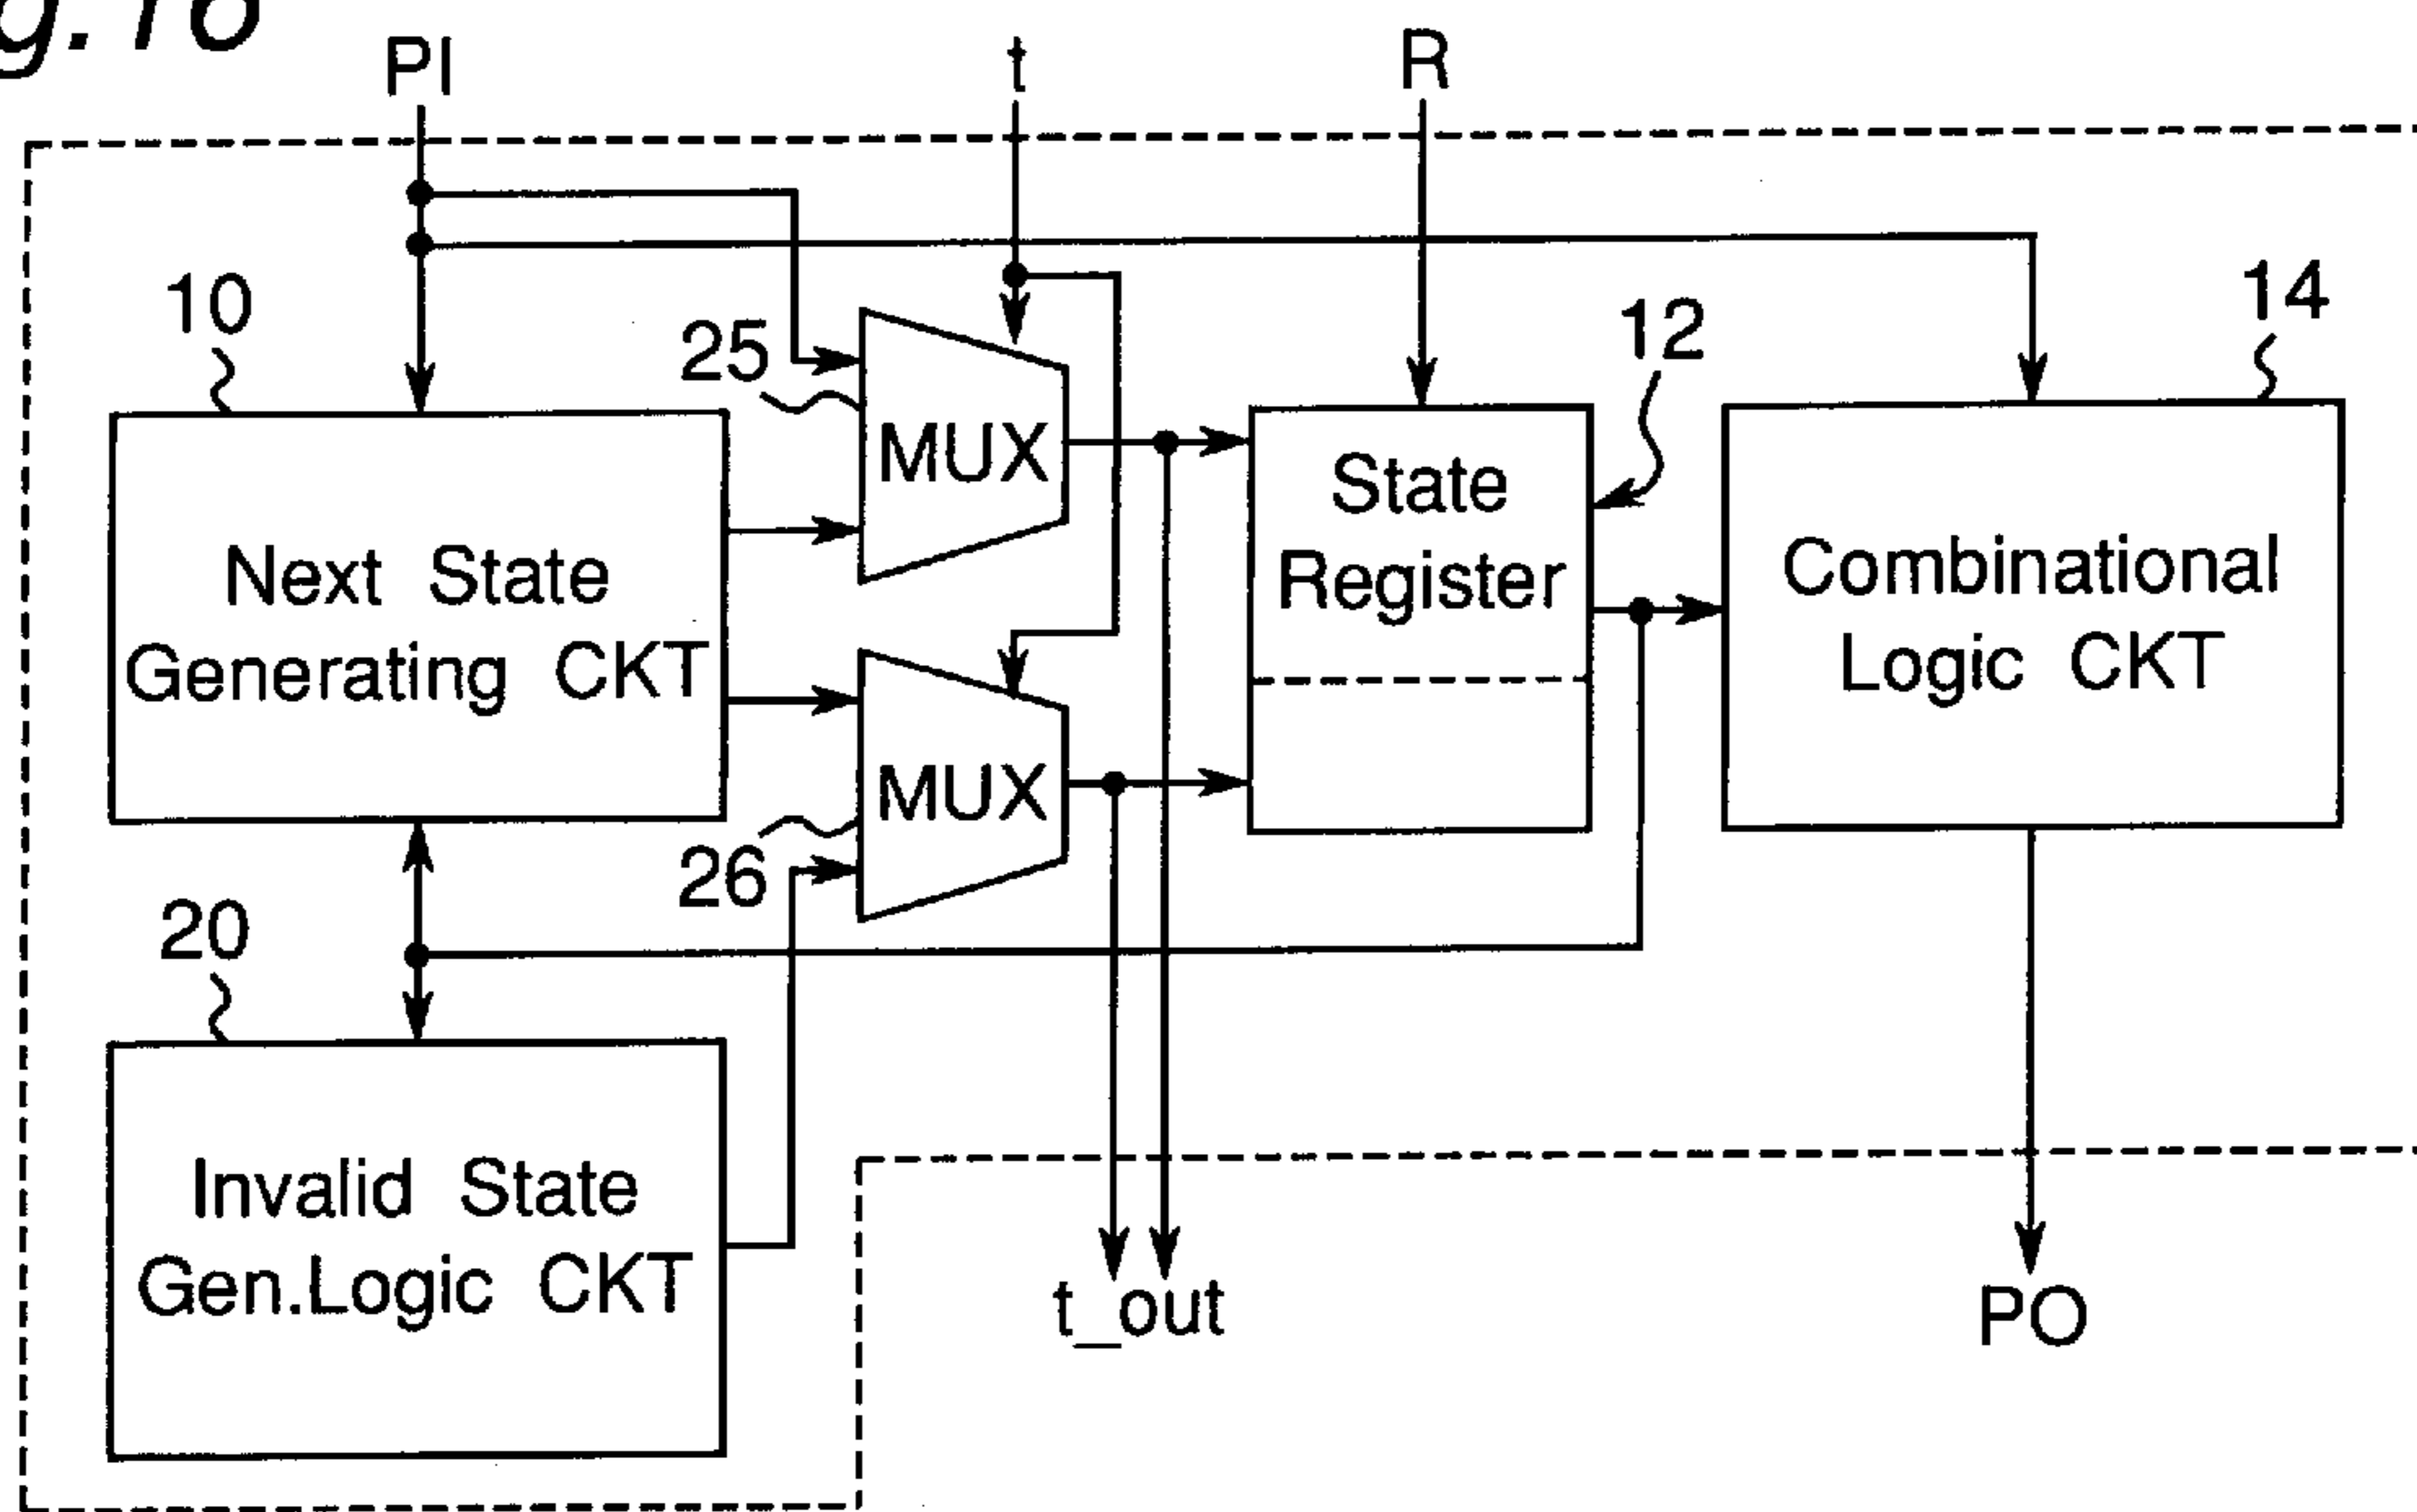 g.18
PI
t
R
10
25
12
14
MUX
State
Register
Next State
Generating CKT
Combinational
Logic CKT
MUX
26
20
Invalid State
Gen.Logic CKT
t_out
PO